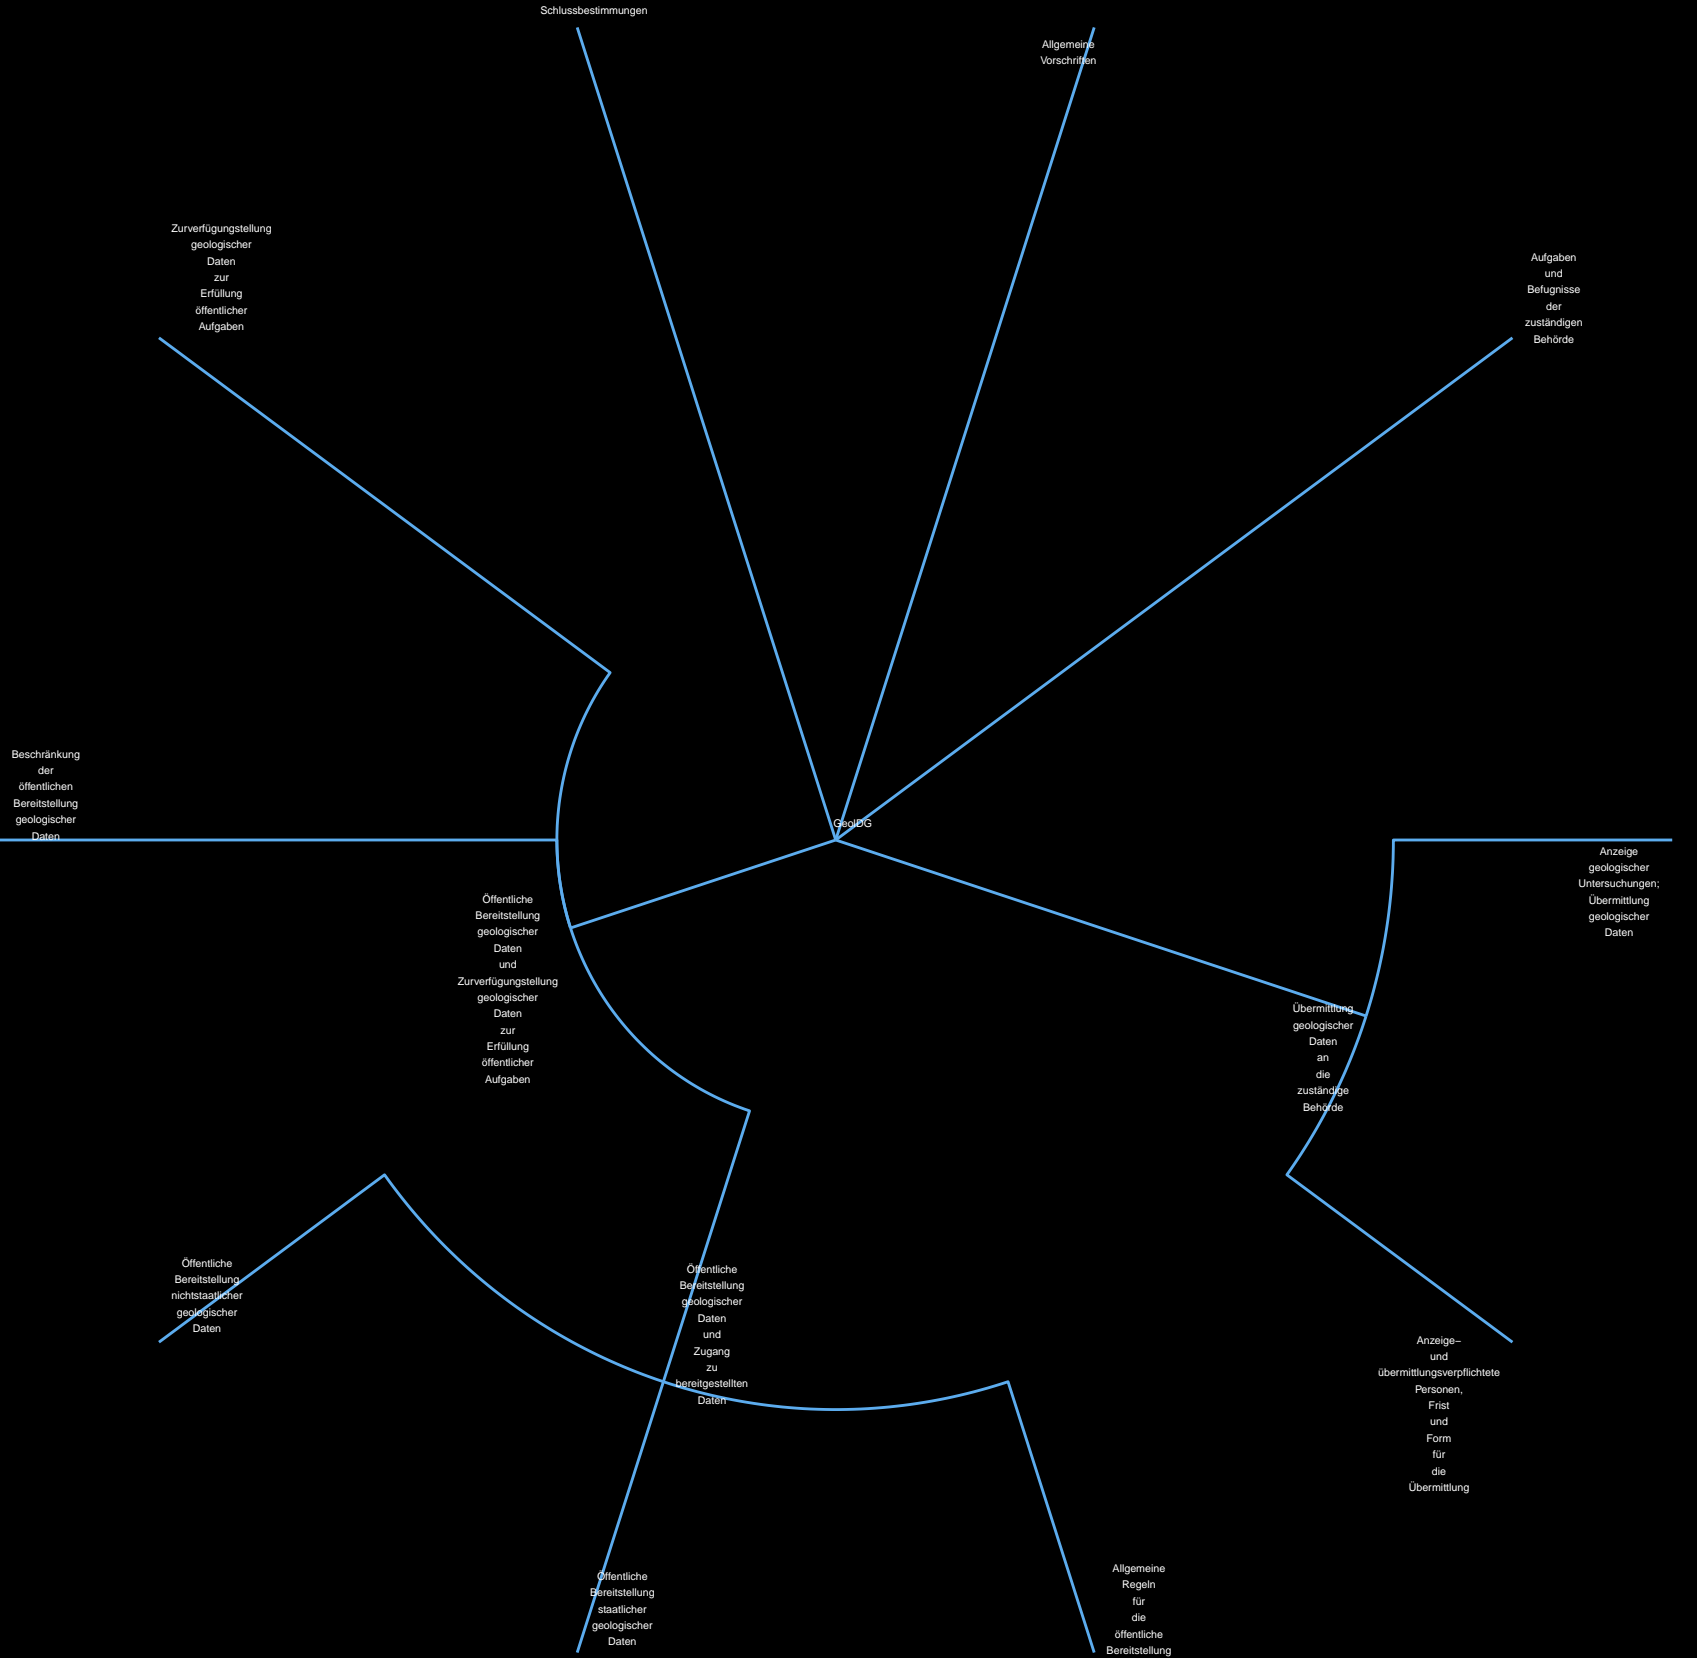 Schlussbestimmungen
Allgemeine
Vorschriften
Zurverfügungstellung
geologischer
Daten
zur
Erfüllung
öffentlicher
Aufgaben
Aufgaben
und
Befugnisse
der
zuständigen
Behörde
Beschränkung
der
öffentlichen
Bereitstellung
geologischer
Daten
GeolDG
Anzeige
geologischer
Untersuchungen;
Übermittlung
geologischer
Daten
Öffentliche
Bereitstellung
geologischer
Daten
und
Zurverfügungstellung
geologischer
Daten
zur
Erfüllung
öffentlicher
Aufgaben
Übermittlung
geologischer
Daten
an
die
zuständige
Behörde
Öffentliche
Bereitstellung
nichtstaatlicher
geologischer
Daten
Öffentliche
Bereitstellung
geologischer
Daten
und
Zugang
zu
bereitgestellten
Daten
Anzeige–
und
übermittlungsverpflichtete
Personen,
Frist
und
Form
für
die
Übermittlung
Öffentliche
Bereitstellung
staatlicher
geologischer
Daten
Allgemeine
Regeln
für
die
öffentliche
Bereitstellung